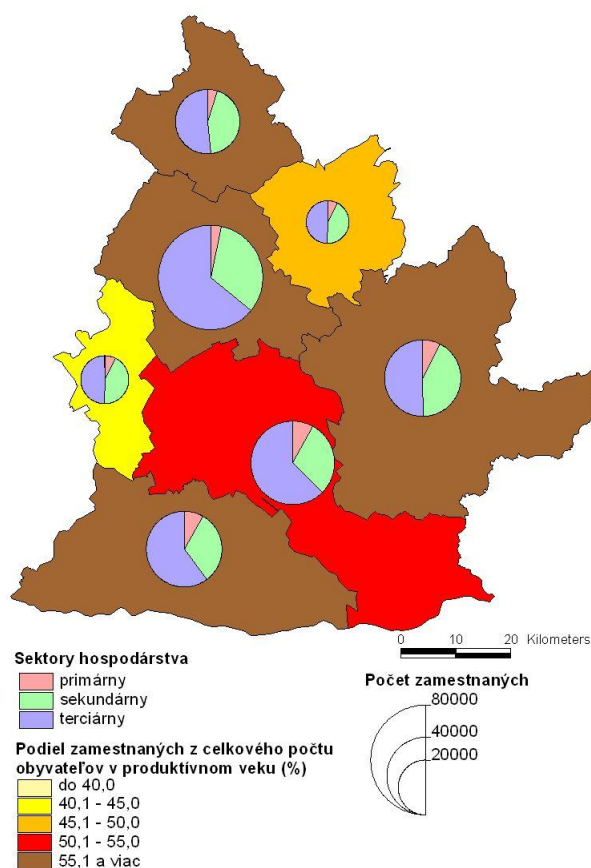 0 10 20 Kilometers
Sektory hospodárstva
primárny
sekundárny
terciárny
Podiel zamestnaných z celkového počtu
obyvateľov v produktívnom veku (%)
do 40,0
40,1 - 45,0
45,1 - 50,0
50,1 - 55,0
55,1 a viac
Počet zamestnaných
80000
40000
20000